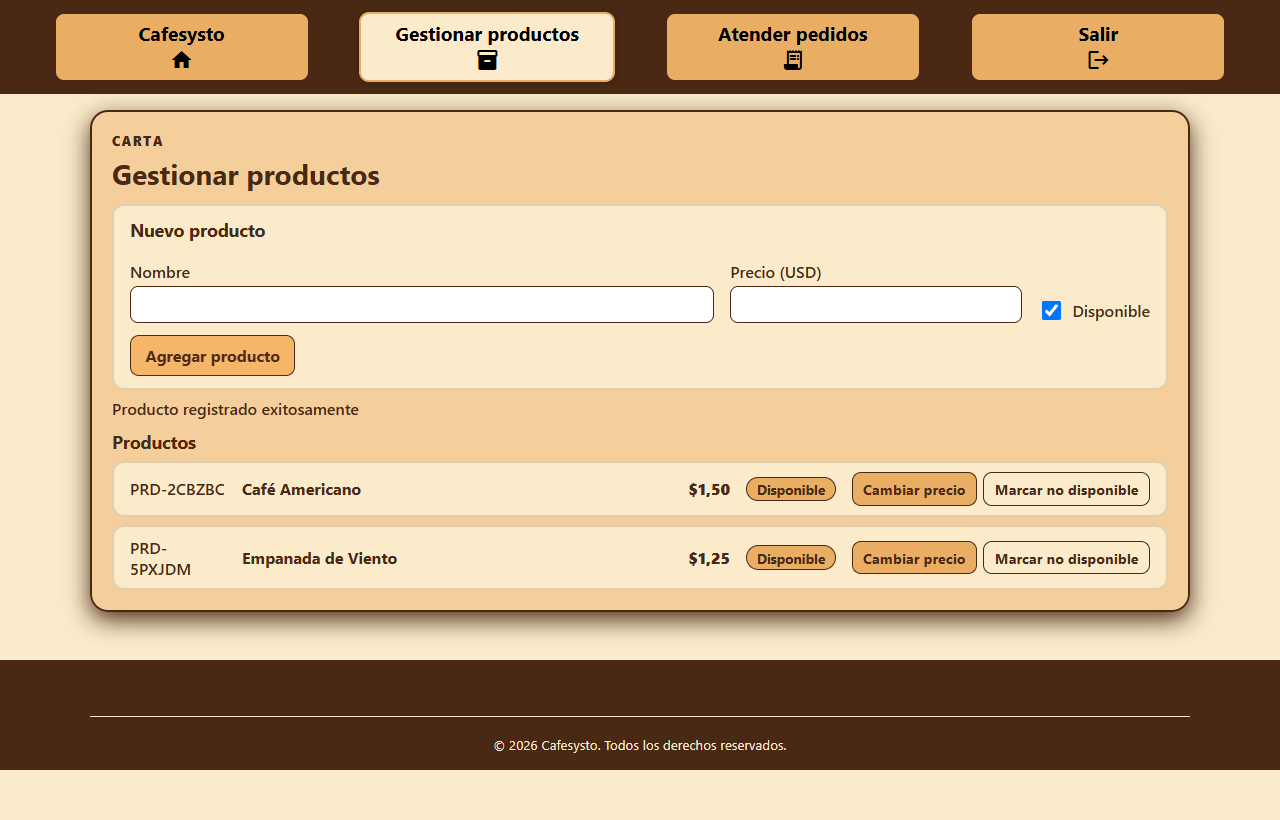 Cafesysto
Gestionar productos
Atender pedidos
Salir
CARTA
Gestionar productos
Nuevo producto
Nombre
Precio (USD)
Disponible
Agregar producto
Producto registrado exitosamente
Productos
PRD-2CBZBC Café Americano $1,50 Disponible Cambiar precio Marcar no disponible
PRD-
5PXJDM
Empanada de Viento $1,25 Disponible Cambiar precio Marcar no disponible
© 2026 Cafesysto. Todos los derechos reservados.